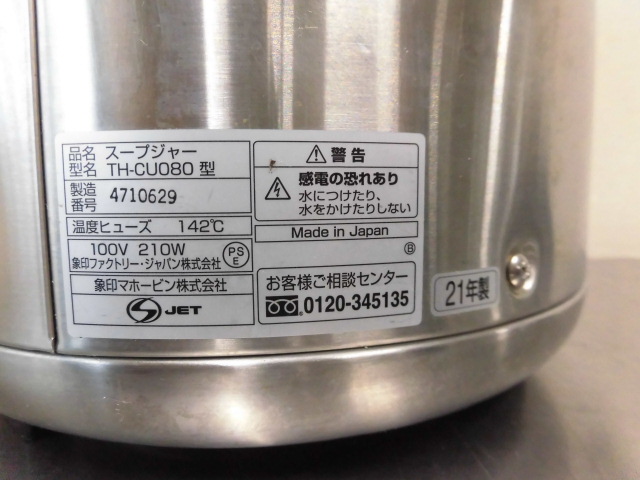 品名 スープジャー
型名 TH-CU080 型
製造番号 4710629
温度ヒューズ 142℃
100V 210W
象印ファクトリー・ジャパン株式会社
PSE
象印マホービン株式会社
JET
警告
感電の恐れあり
水につけたり、
水をかけたりしない
Made in Japan
Ⓑ
お客様ご相談センター
0120-345135
21年製